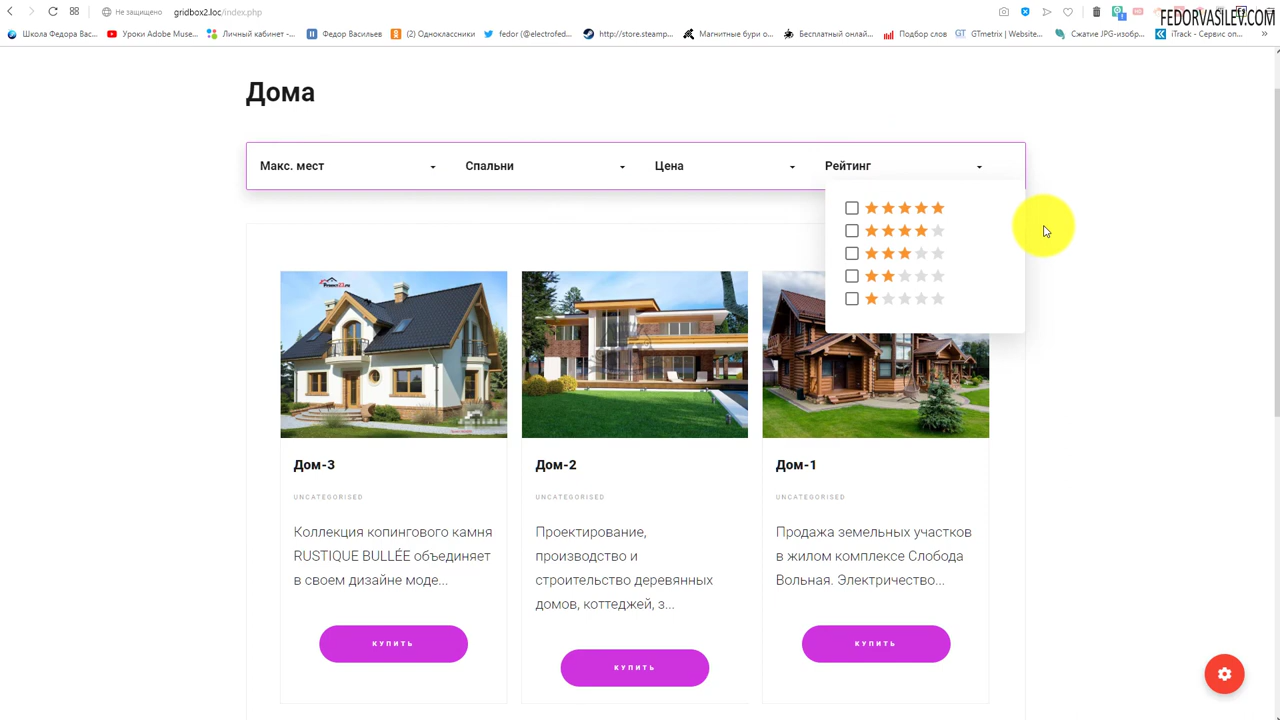 Не защищено gridbox2.loc/index.php
FEDORVASILEV.COM
Школа Федора Вас... Уроки Adobe Muse... Личный кабинет -... Федор Васильев (2) Одноклассники fedor (@electrofed... http://store.steamp... Магнитные бури о... Бесплатный онлай... Подбор слов GTmetrix | Website... Сжатие JPG-изобр... iTrack - Сервис оп...
Дома
Макс. мест Спальни Цена Рейтинг
Дом-3
UNCATEGORISED
Коллекция копингового камня
RUSTIQUE BULLÉE объединяет
в своем дизайне моде...
КУПИТЬ
Дом-2
UNCATEGORISED
Проектирование,
производство и
строительство деревянных
домов, коттеджей, з...
КУПИТЬ
Дом-1
UNCATEGORISED
Продажа земельных участков
в жилом комплексе Слобода
Вольная. Электричество...
КУПИТЬ